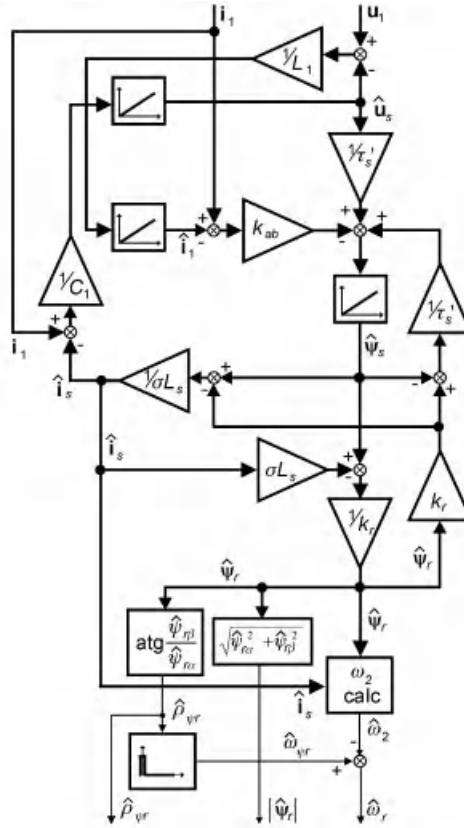 i₁ u₁
1/L₁ + -
û_s
1/τ_s'
+ - î₁ k_ab - + +
1/C₁ 1/τ_s'
+ -
i₁ ψ̂_s
î_s 1/σL_s - + - +
î_s σL_s + - k_r
1/k_r
ψ̂_r ψ̂_r
atg ψ̂_rβ / ψ̂_rα √(ψ̂_rα² + ψ̂_rβ²) ψ̂_r
ω₂
calc
î_s
ρ̂_ψr ω̂_ψr - ω̂₂
+
ρ̂_ψr |ψ̂_r| ω̂_r